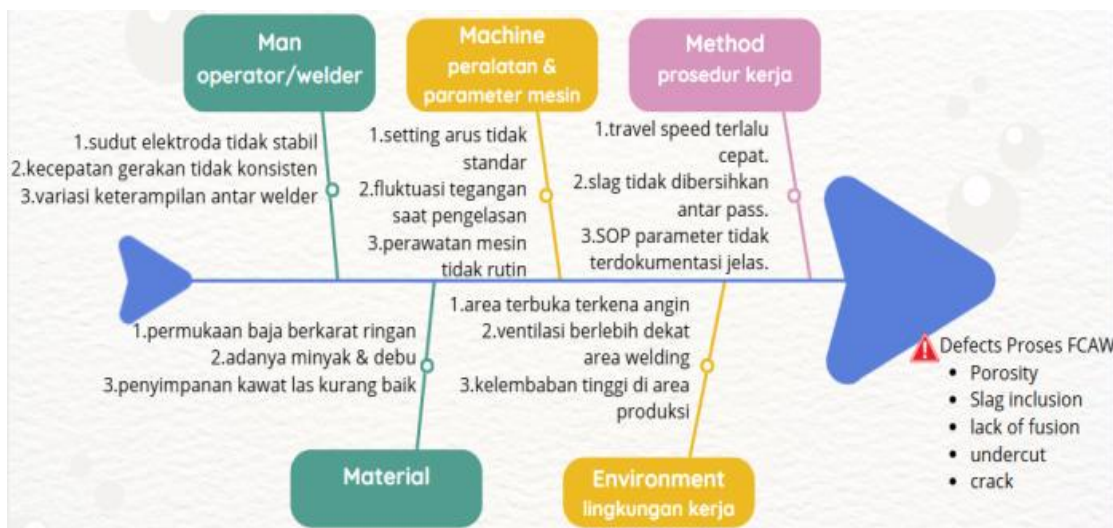 Man
operator/welder
Machine
peralatan &
parameter mesin
Method
prosedur kerja
1.sudut elektroda tidak stabil
2.kecepatan gerakan tidak konsisten
3.variasi keterampilan antar welder
1.setting arus tidak
standar
2.fluktuasi tegangan
saat pengelasan
3.perawatan mesin
tidak rutin
1.travel speed terlalu
cepat.
2.slag tidak dibersihkan
antar pass.
3.SOP parameter tidak
terdokumentasi jelas.
1.permukaan baja berkarat ringan
2.adanya minyak & debu
3.penyimpanan kawat las kurang baik
1.area terbuka terkena angin
2.ventilasi berlebih dekat
area welding
3.kelembaban tinggi di area
produksi
Defects Proses FCAW
• Porosity
• Slag inclusion
• lack of fusion
• undercut
• crack
Material
Environment
lingkungan kerja